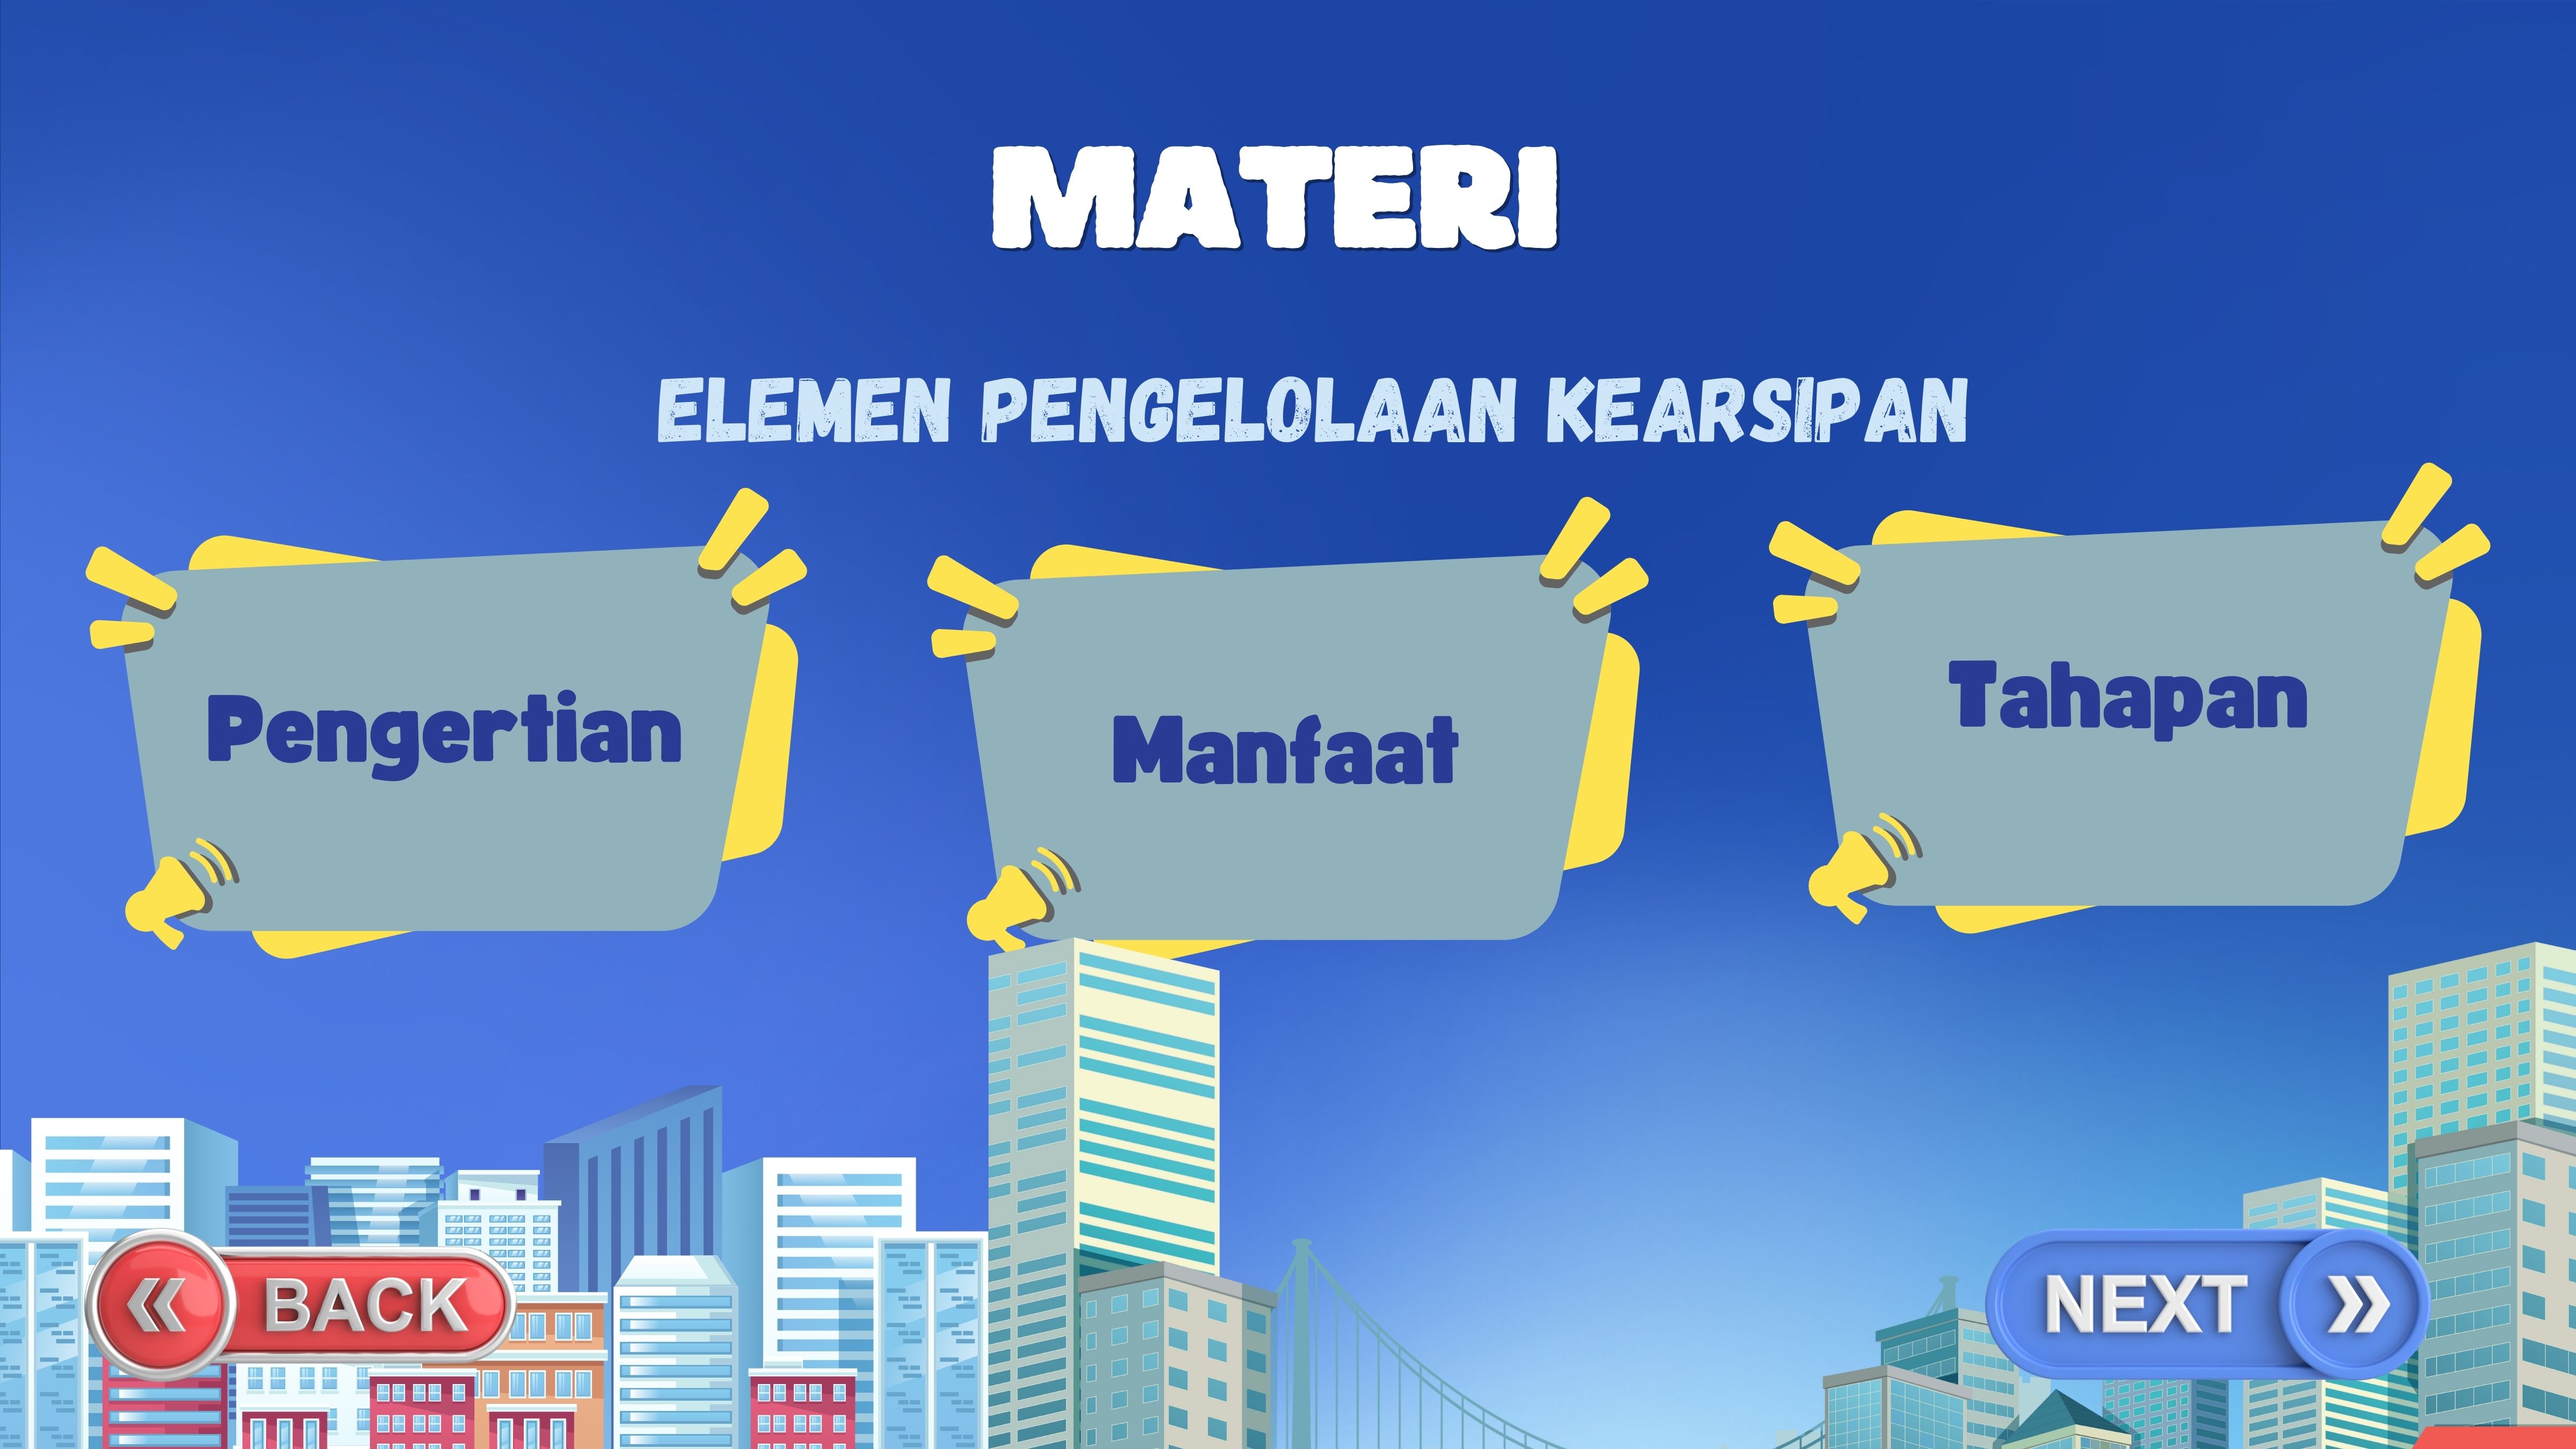 MATERI
ELEMEN PENGELOLAAN KEARSIPAN
Pengertian
Manfaat
Tahapan
BACK
NEXT